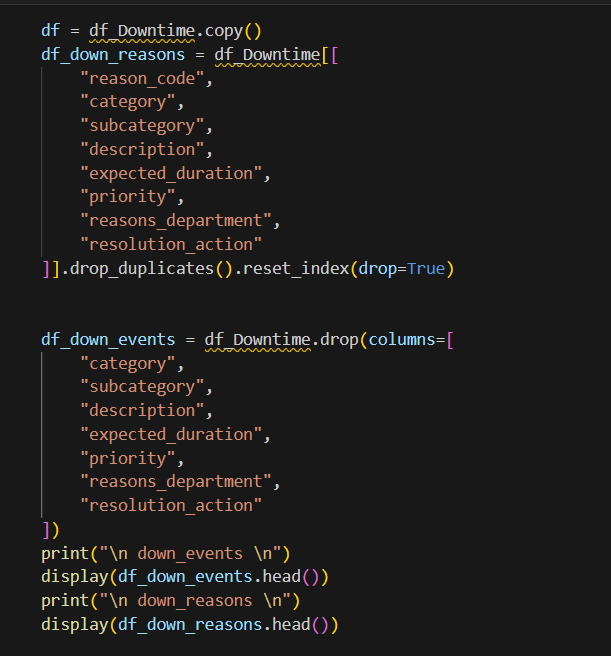 df = df_Downtime.copy()
df_down_reasons = df_Downtime[[
    "reason_code",
    "category",
    "subcategory",
    "description",
    "expected_duration",
    "priority",
    "reasons_department",
    "resolution_action"
]].drop_duplicates().reset_index(drop=True)
df_down_events = df_Downtime.drop(columns=[
    "category",
    "subcategory",
    "description",
    "expected_duration",
    "priority",
    "reasons_department",
    "resolution_action"
])
print("\n down_events \n")
display(df_down_events.head())
print("\n down_reasons \n")
display(df_down_reasons.head())